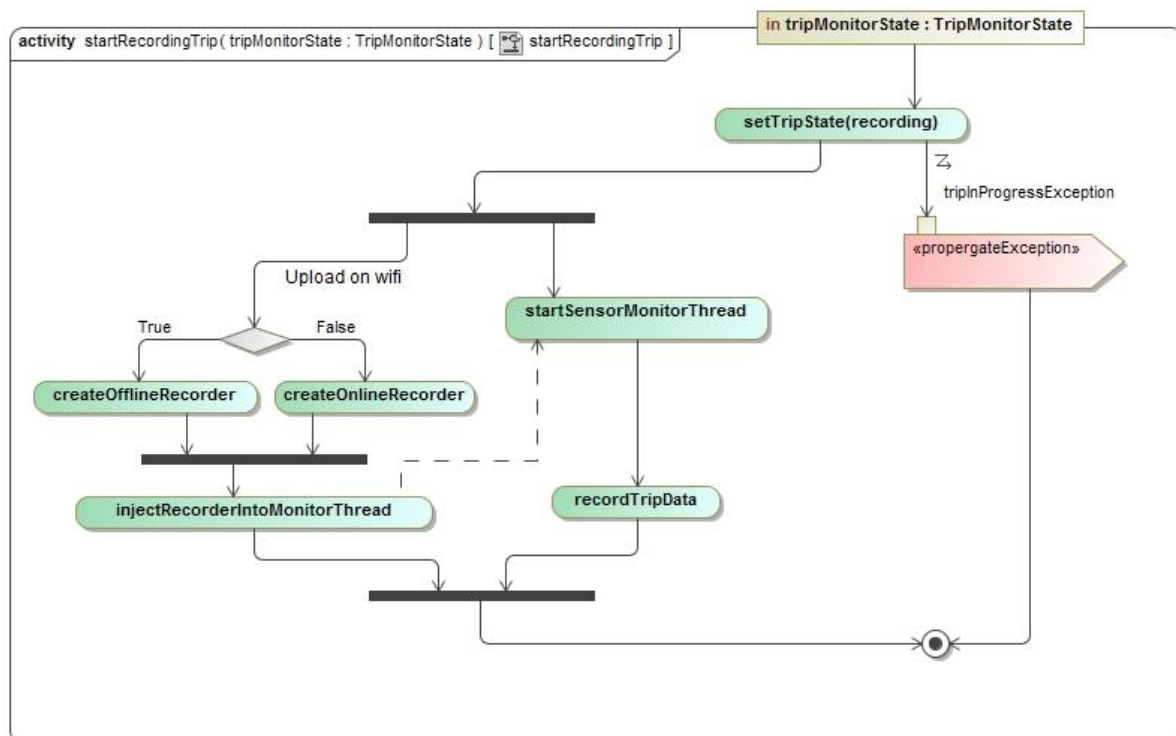 in tripMonitorState : TripMonitorState
activity startRecordingTrip ( tripMonitorState : TripMonitorState ) [ startRecordingTrip ]
setTripState(recording)
tripInProgressException
«propergateException»
Upload on wifi
startSensorMonitorThread
True
False
createOfflineRecorder
createOnlineRecorder
injectRecorderIntoMonitorThread
recordTripData